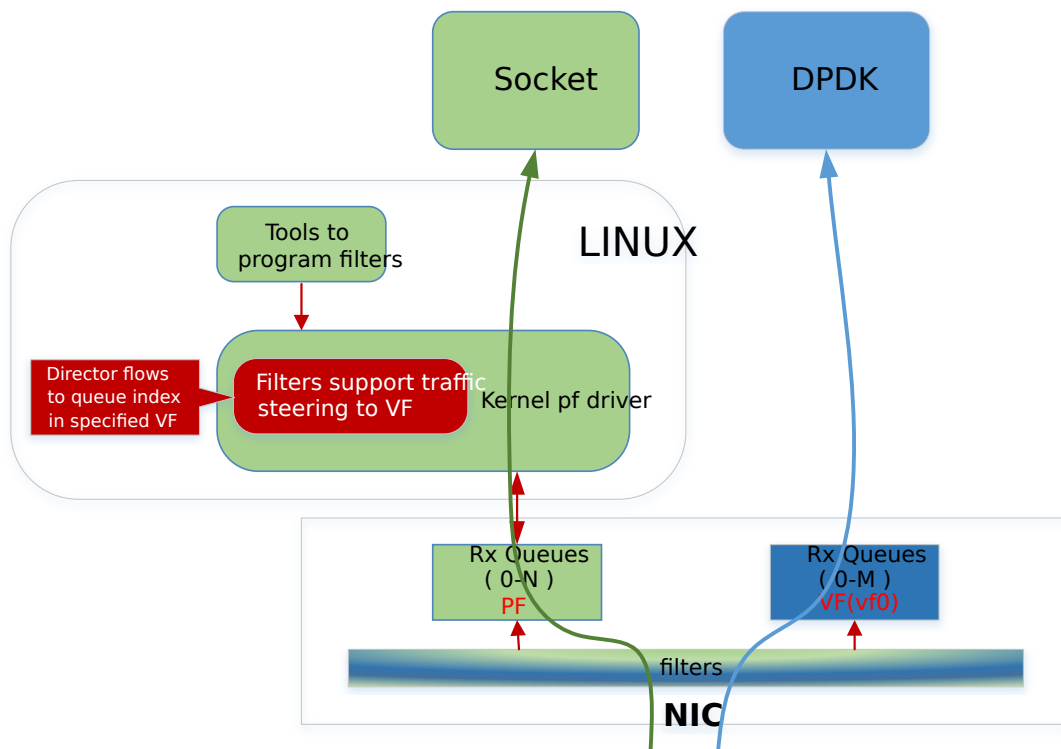 Socket
DPDK
LINUX
Tools to
program filters
Director flows
to queue index
in specified VF
Filters support traffic
steering to VF
Kernel pf driver
Rx Queues
( 0-N )
PF
Rx Queues
( 0-M )
VF(vf0)
filters
NIC